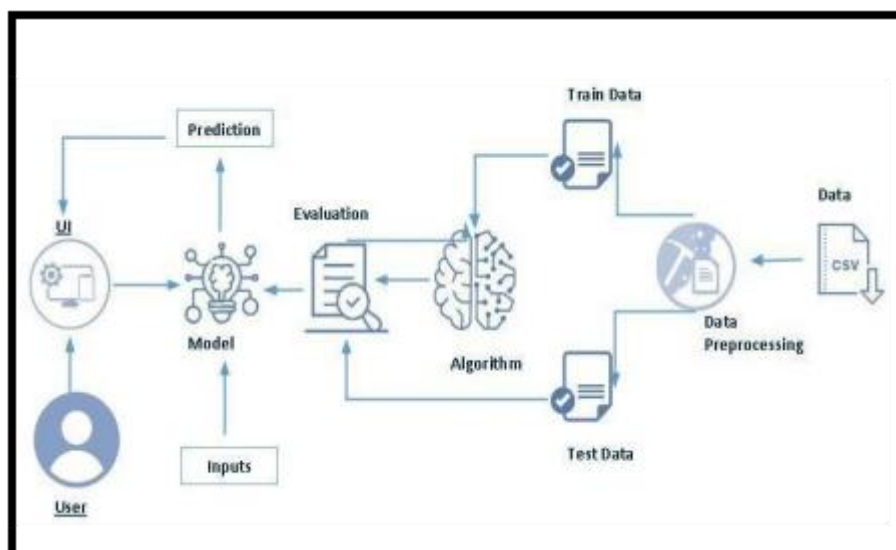 Train Data
Prediction
Data
Evaluation
UI
CSV
Model
Data
Preprocessing
Algorithm
Test Data
Inputs
User